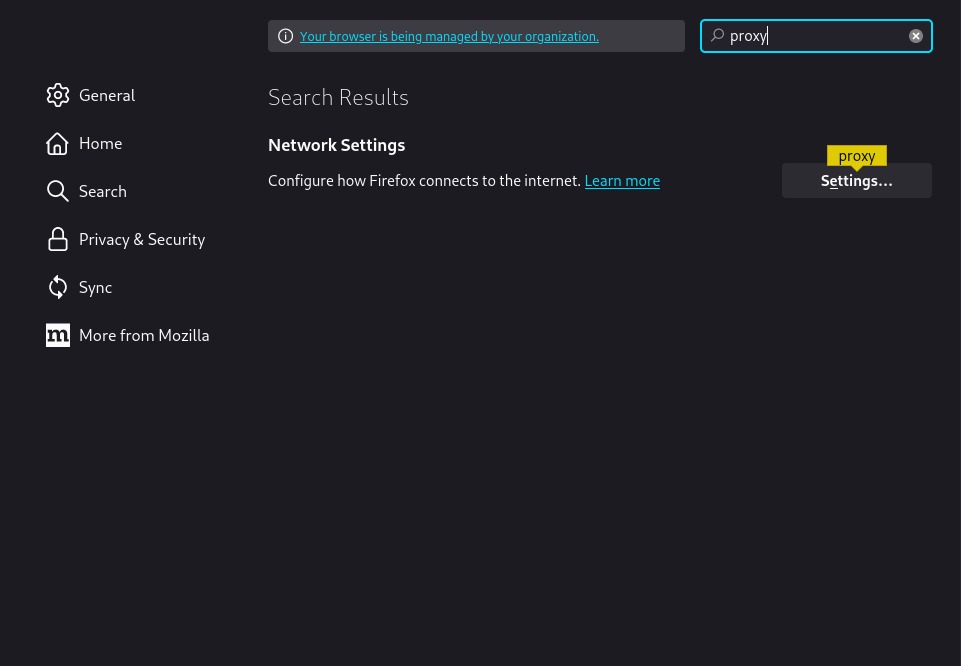 Your browser is being managed by your organization.
proxy
General
Home
Search
Privacy & Security
Sync
m
More from Mozilla
Search Results
Network Settings
Configure how Firefox connects to the internet. Learn more
proxy
Settings...